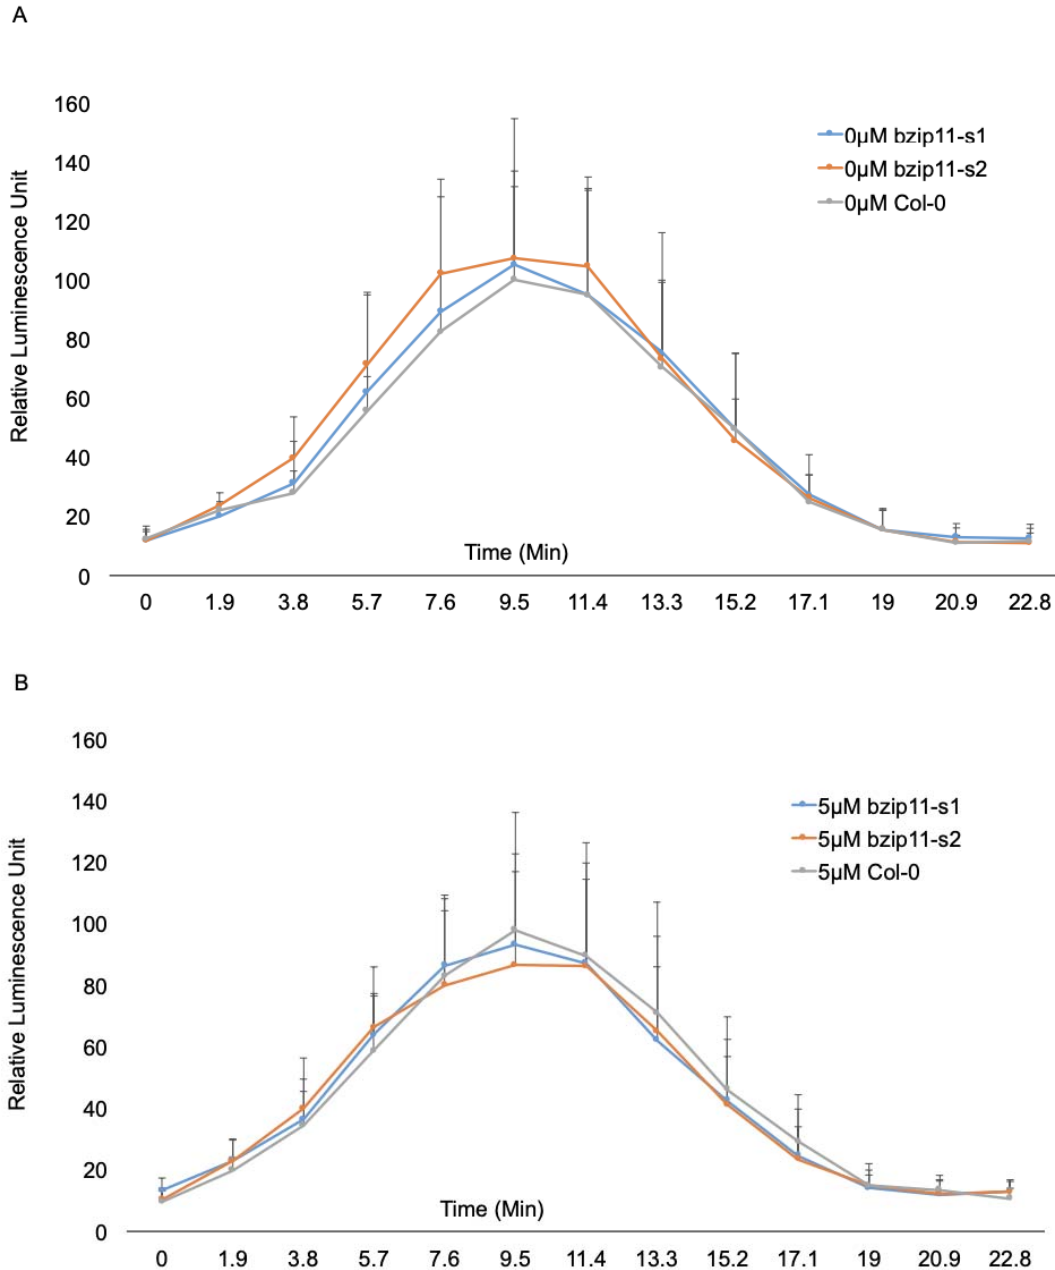 A
Relative Luminescence Unit
160
140
120
100
80
60
40
20
0
0µM bzip11-s1
0µM bzip11-s2
0µM Col-0
Time (Min)
0 1.9 3.8 5.7 7.6 9.5 11.4 13.3 15.2 17.1 19 20.9 22.8
B
Relative Luminescence Unit
160
140
120
100
80
60
40
20
0
5µM bzip11-s1
5µM bzip11-s2
5µM Col-0
Time (Min)
0 1.9 3.8 5.7 7.6 9.5 11.4 13.3 15.2 17.1 19 20.9 22.8